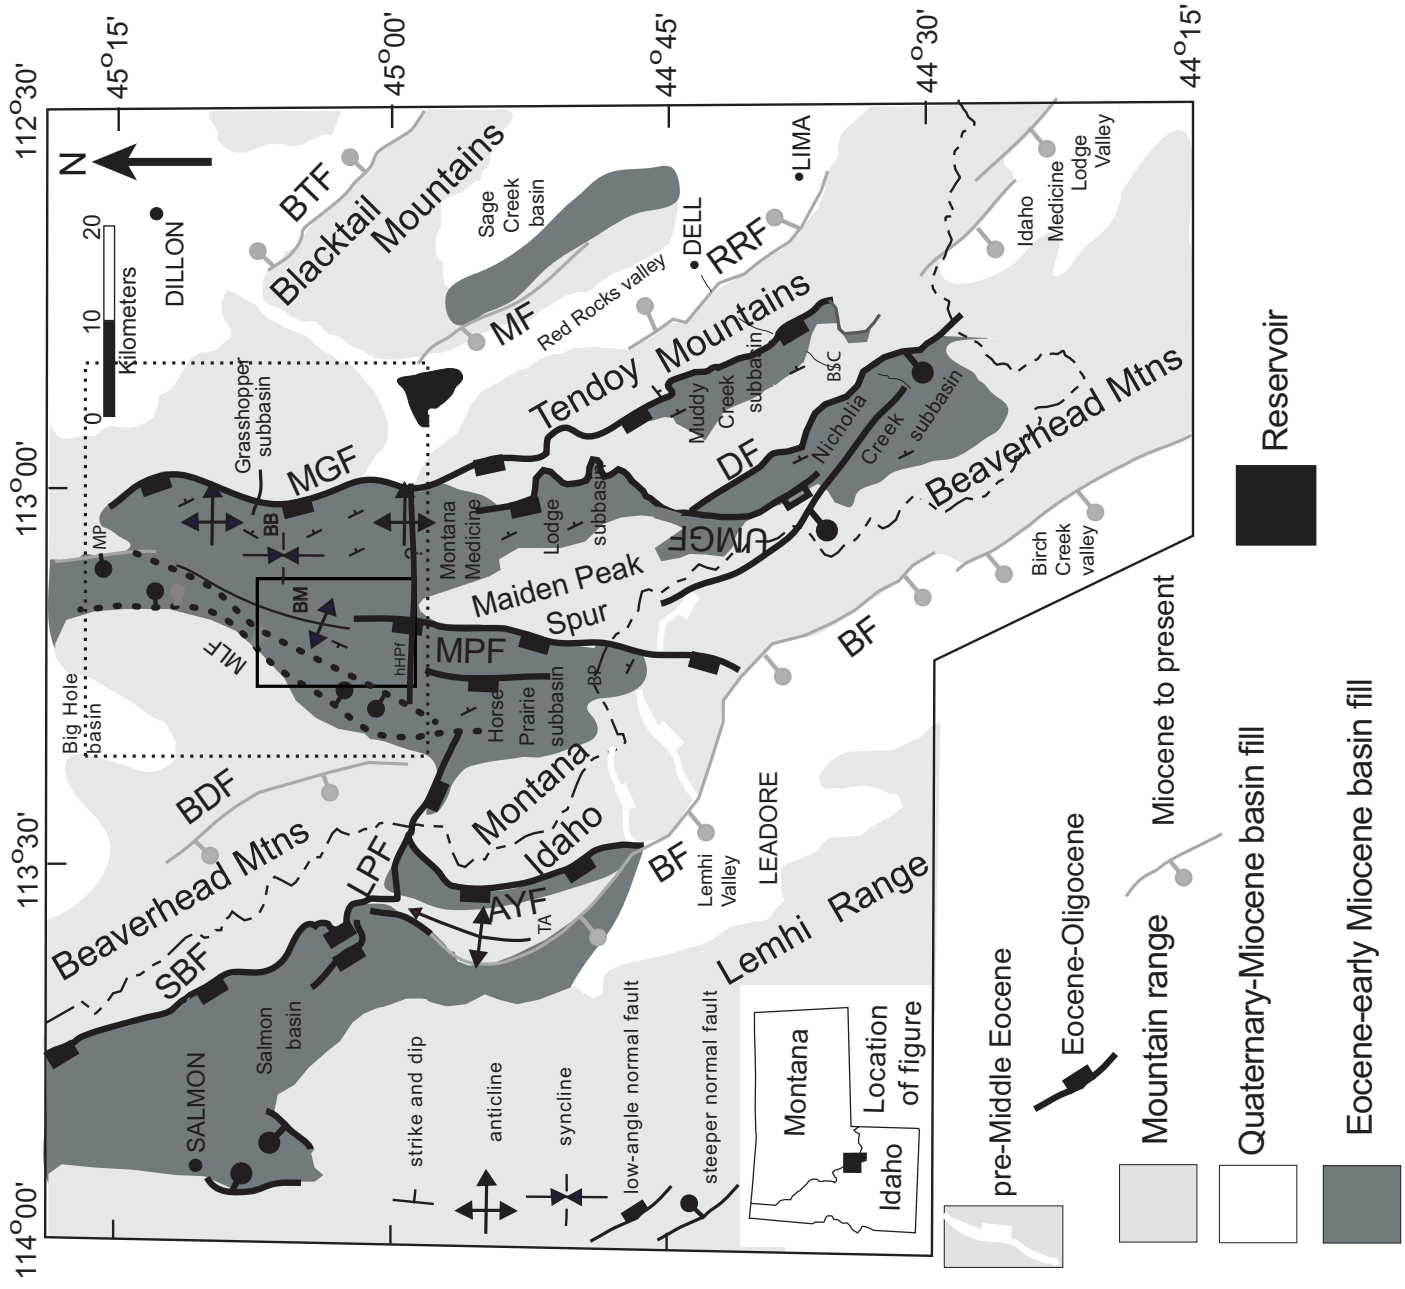 114°00'
113°30'
113°00'
112°30'
45°15'
45°00'
44°45'
44°30'
44°15'
N
0
10
20
Kilometers
DILLON
BTF
Blacktail
Mountains
Sage
Creek
basin
MF
Red Rocks valley
DELL
RRF
LIMA
Idaho
Medicine
Lodge
Valley
Tendoy Mountains
Grasshopper
subbasin
MGF
MP
BB
BM
MLF
Big Hole
basin
hHPf
?
Montana
Medicine
Lodge
subbasin
Muddy
Creek
subbasin
BSC
DF
Nicholia
Creek
subbasin
UMGF
Beaverhead Mtns
Birch
Creek
valley
BF
Maiden Peak
Spur
MPF
Horse
Prairie
subbasin
BP
BDF
Beaverhead Mtns
SBF
LPF
Montana
Idaho
AYF
TA
BF
Lemhi
Valley
LEADORE
Lemhi Range
SALMON
Salmon
basin
strike and dip
anticline
syncline
low-angle normal fault
steeper normal fault
Montana
Idaho
Location
of figure
pre-Middle Eocene
Eocene-Oligocene
Miocene to present
Mountain range
Quaternary-Miocene basin fill
Eocene-early Miocene basin fill
Reservoir